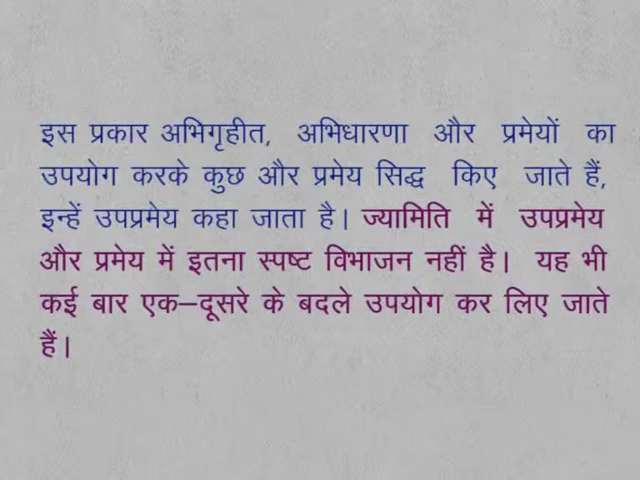 इस प्रकार अभिगृहीत, अभिधारणा और प्रमेयों का
उपयोग करके कुछ और प्रमेय सिद्ध किए जाते हैं,
इन्हें उपप्रमेय कहा जाता है। ज्यामिति में उपप्रमेय
और प्रमेय में इतना स्पष्ट विभाजन नहीं है। यह भी
कई बार एक–दूसरे के बदले उपयोग कर लिए जाते
हैं।